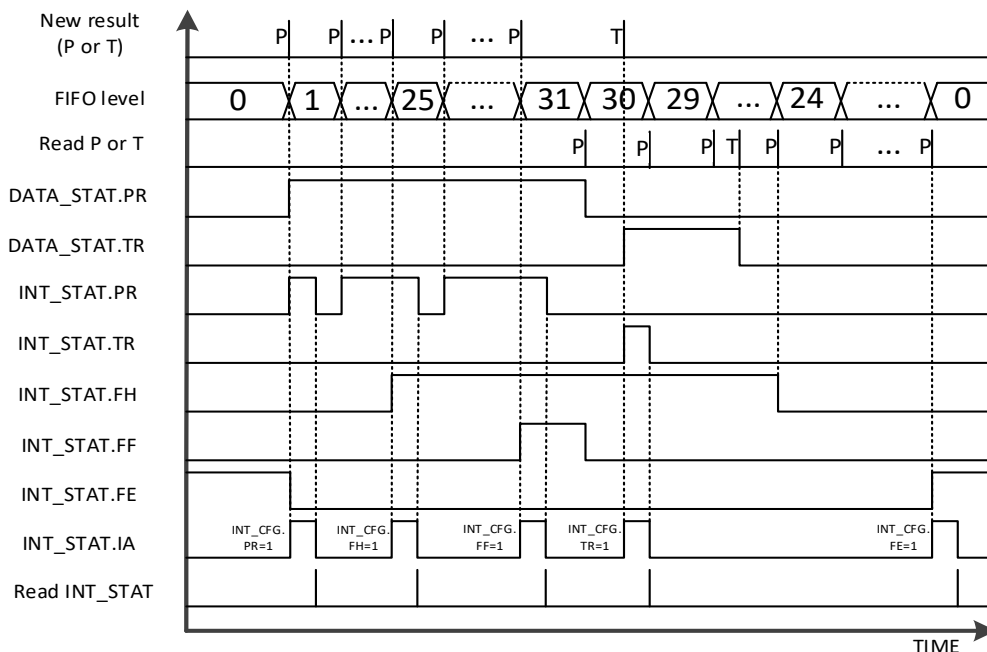 New result
(P or T)
P P ... P P ... P T
FIFO level
0 1 ... 25 ... 31 30 29 ... 24 ... 0
Read P or T
P P P T P P ... P
DATA_STAT.PR
DATA_STAT.TR
INT_STAT.PR
INT_STAT.TR
INT_STAT.FH
INT_STAT.FF
INT_STAT.FE
INT_STAT.IA
INT_CFG. INT_CFG. INT_CFG. INT_CFG. INT_CFG.
PR=1 FH=1 FF=1 TR=1 FE=1
Read INT_STAT
TIME